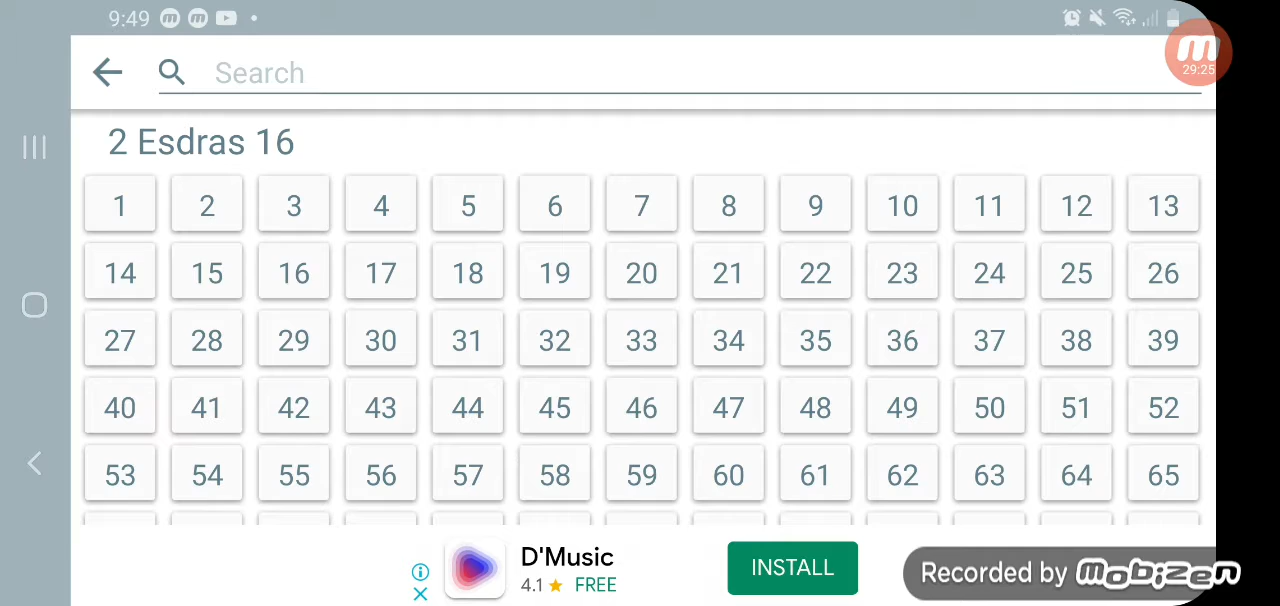 9:49
Search
29:25
2 Esdras 16
1 2 3 4 5 6 7 8 9 10 11 12 13
14 15 16 17 18 19 20 21 22 23 24 25 26
27 28 29 30 31 32 33 34 35 36 37 38 39
40 41 42 43 44 45 46 47 48 49 50 51 52
53 54 55 56 57 58 59 60 61 62 63 64 65
D'Music
4.1 ★ FREE
INSTALL
Recorded by mobizen